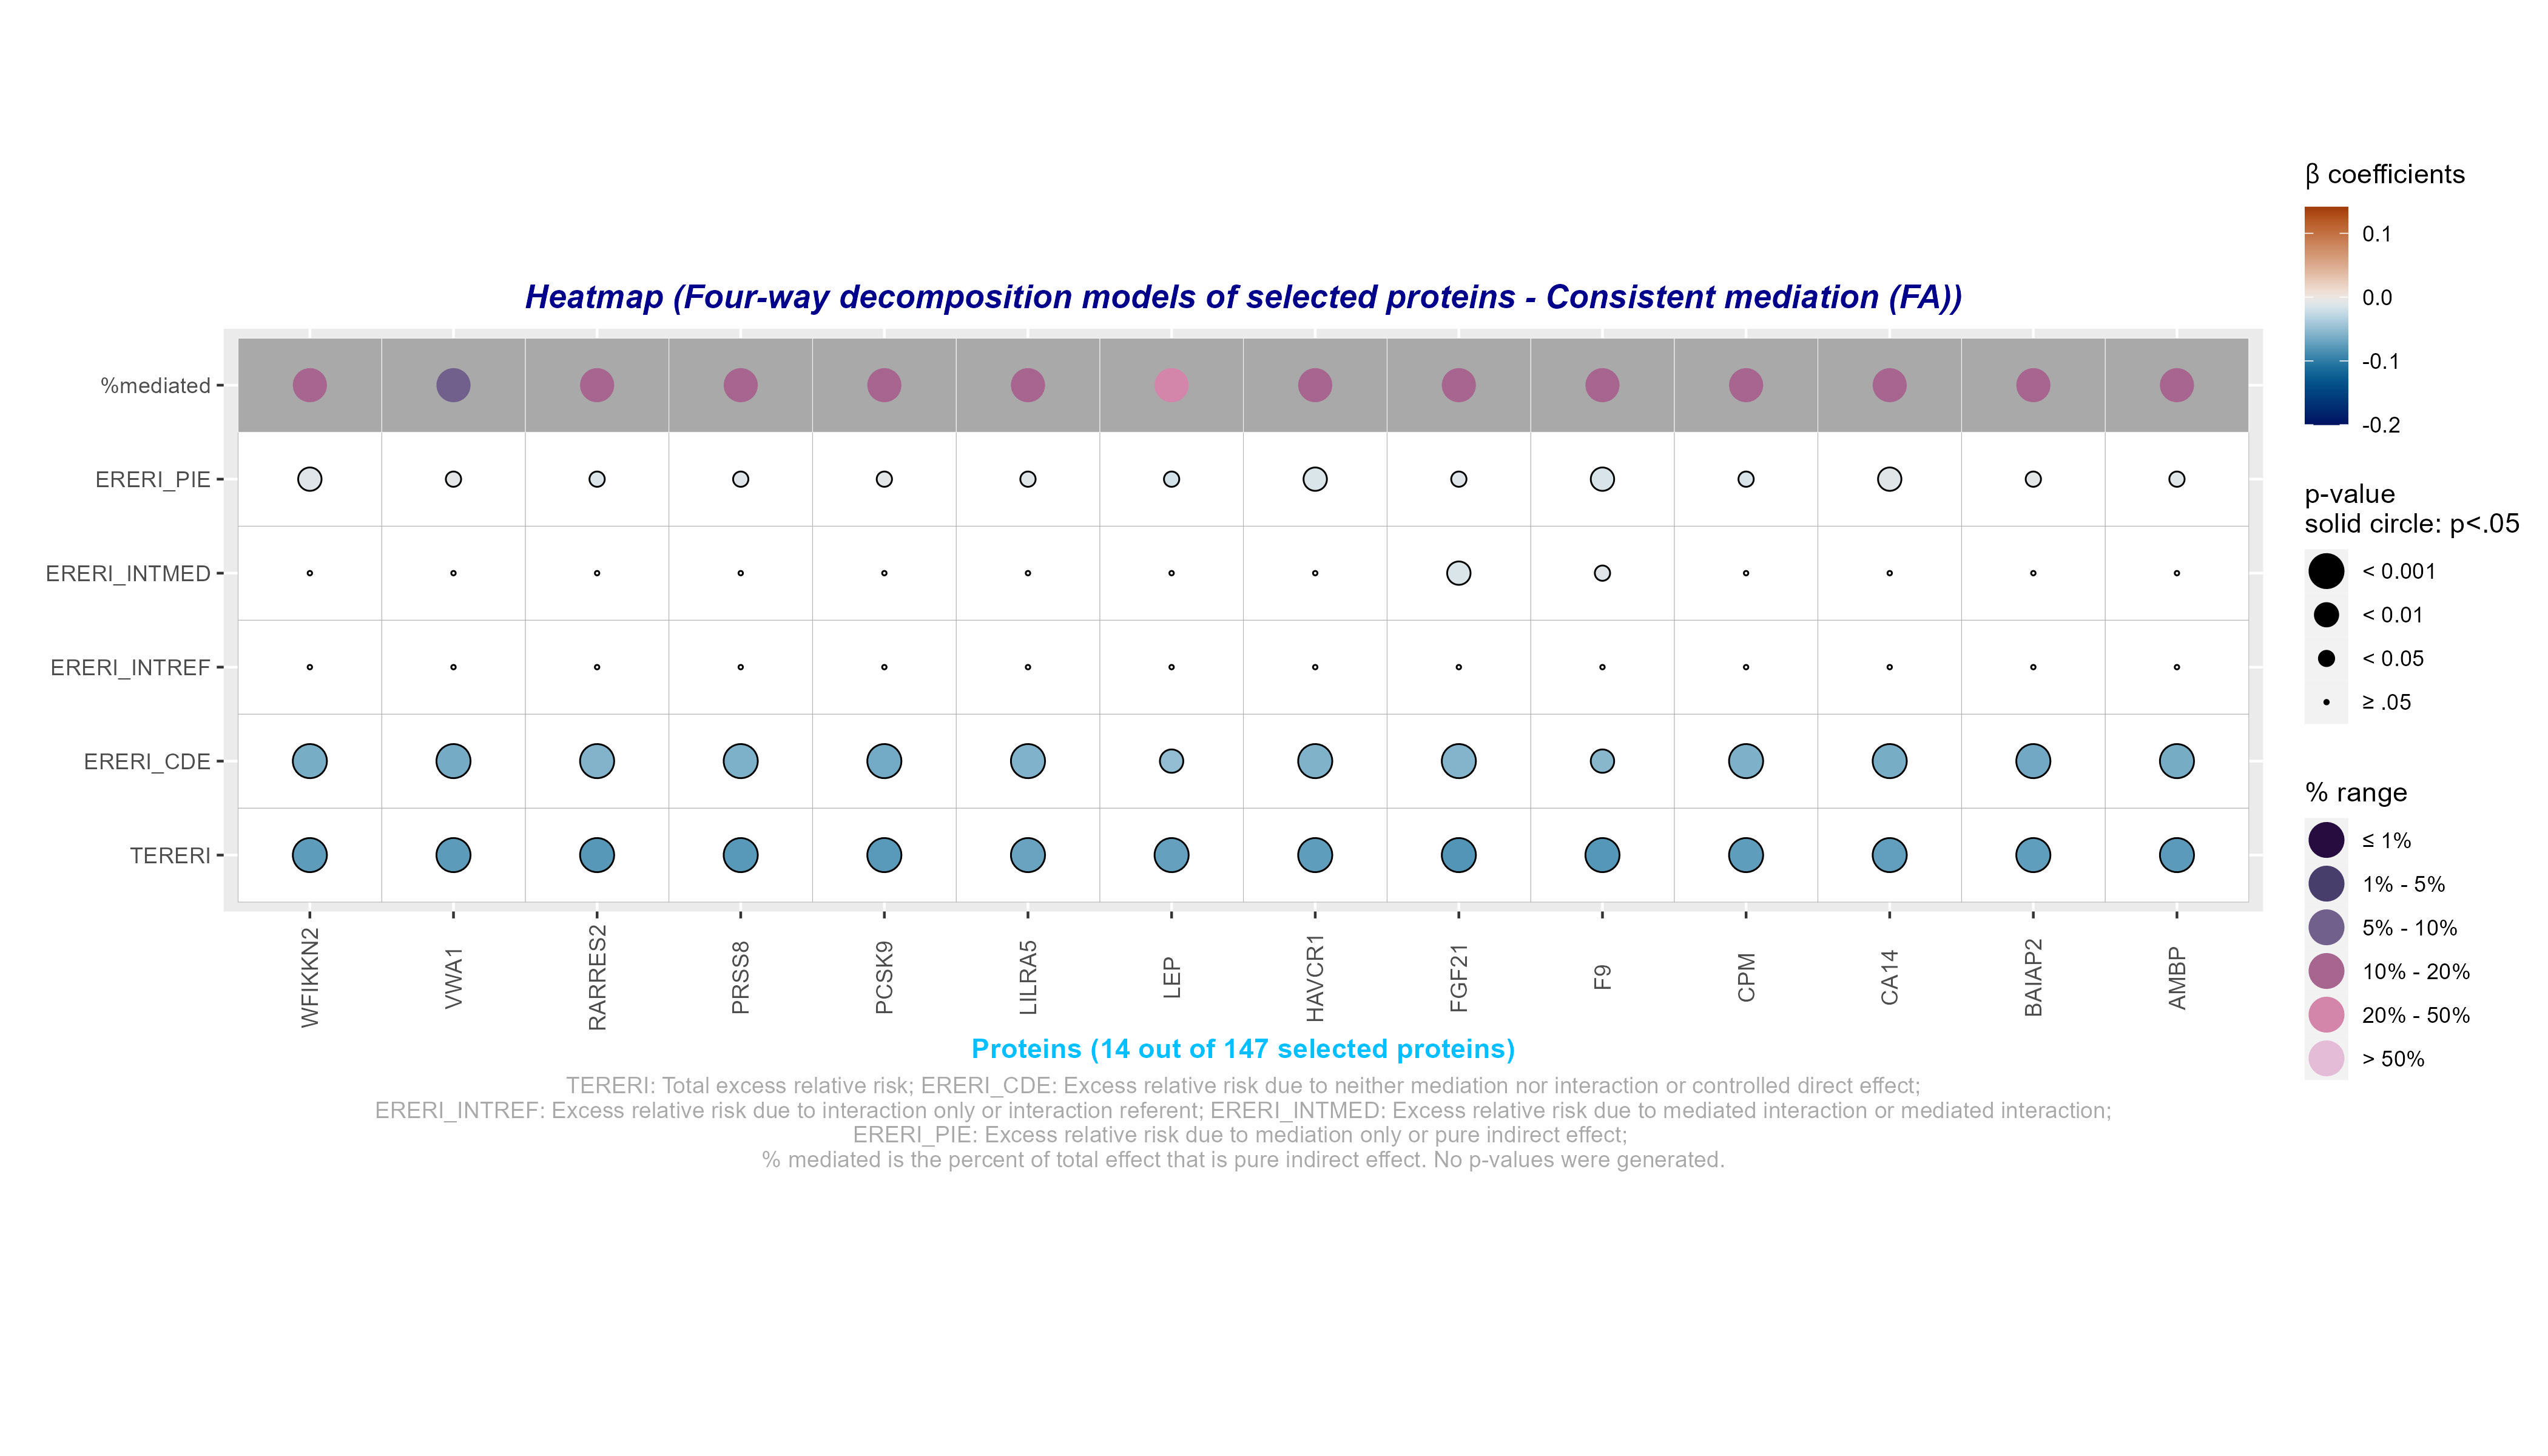 Heatmap (Four-way decomposition models of selected proteins - Consistent mediation (FA))
%mediated
ERERI_PIE
ERERI_INTMED
ERERI_INTREF
ERERI_CDE
TERERI
WFIKKN2
VWA1
RARRES2
PRSS8
PCSK9
LILRA5
LEP
HAVCR1
FGF21
F9
CPM
CA14
BAIAP2
AMBP
Proteins (14 out of 147 selected proteins)
TERERI: Total excess relative risk; ERERI_CDE: Excess relative risk due to neither mediation nor interaction or controlled direct effect;
ERERI_INTREF: Excess relative risk due to interaction only or interaction referent; ERERI_INTMED: Excess relative risk due to mediated interaction or mediated interaction;
ERERI_PIE: Excess relative risk due to mediation only or pure indirect effect;
% mediated is the percent of total effect that is pure indirect effect. No p-values were generated.
β coefficients
0.1
0.0
-0.1
-0.2
p-value
solid circle: p<.05
< 0.001
< 0.01
< 0.05
≥ .05
% range
≤ 1%
1% - 5%
5% - 10%
10% - 20%
20% - 50%
> 50%